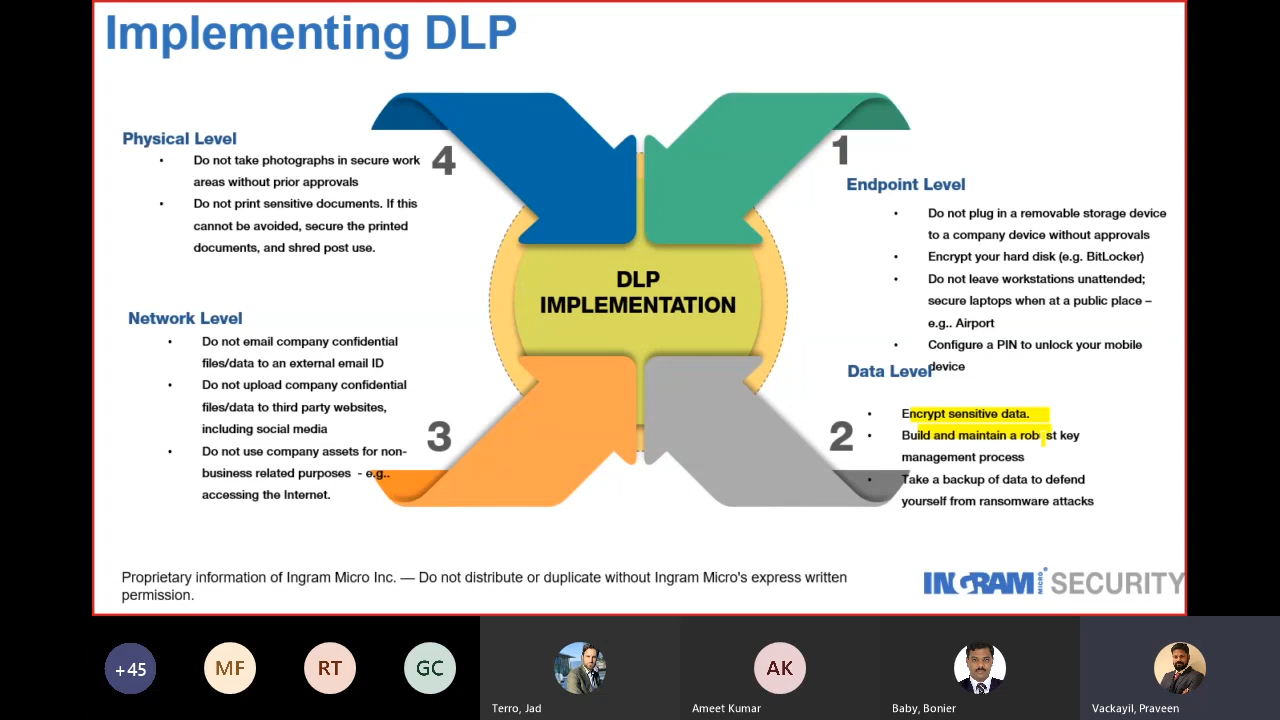 Implementing DLP
Physical Level
• Do not take photographs in secure work
areas without prior approvals
• Do not print sensitive documents. If this
cannot be avoided, secure the printed
documents, and shred post use.
4
1
Endpoint Level
• Do not plug in a removable storage device
to a company device without approvals
• Encrypt your hard disk (e.g. BitLocker)
• Do not leave workstations unattended;
secure laptops when at a public place –
e.g.. Airport
• Configure a PIN to unlock your mobile
device
DLP
IMPLEMENTATION
Network Level
• Do not email company confidential
files/data to an external email ID
• Do not upload company confidential
files/data to third party websites,
including social media
• Do not use company assets for non-
business related purposes - e.g..
accessing the Internet.
3
2
Data Level
• Encrypt sensitive data.
• Build and maintain a rob st key
management process
• Take a backup of data to defend
yourself from ransomware attacks
Proprietary information of Ingram Micro Inc. — Do not distribute or duplicate without Ingram Micro's express written
permission.
INGRAM MICRO SECURITY
+45
MF
RT
GC
AK
Terro, Jad
Ameet Kumar
Baby, Bonier
Vackayil, Praveen